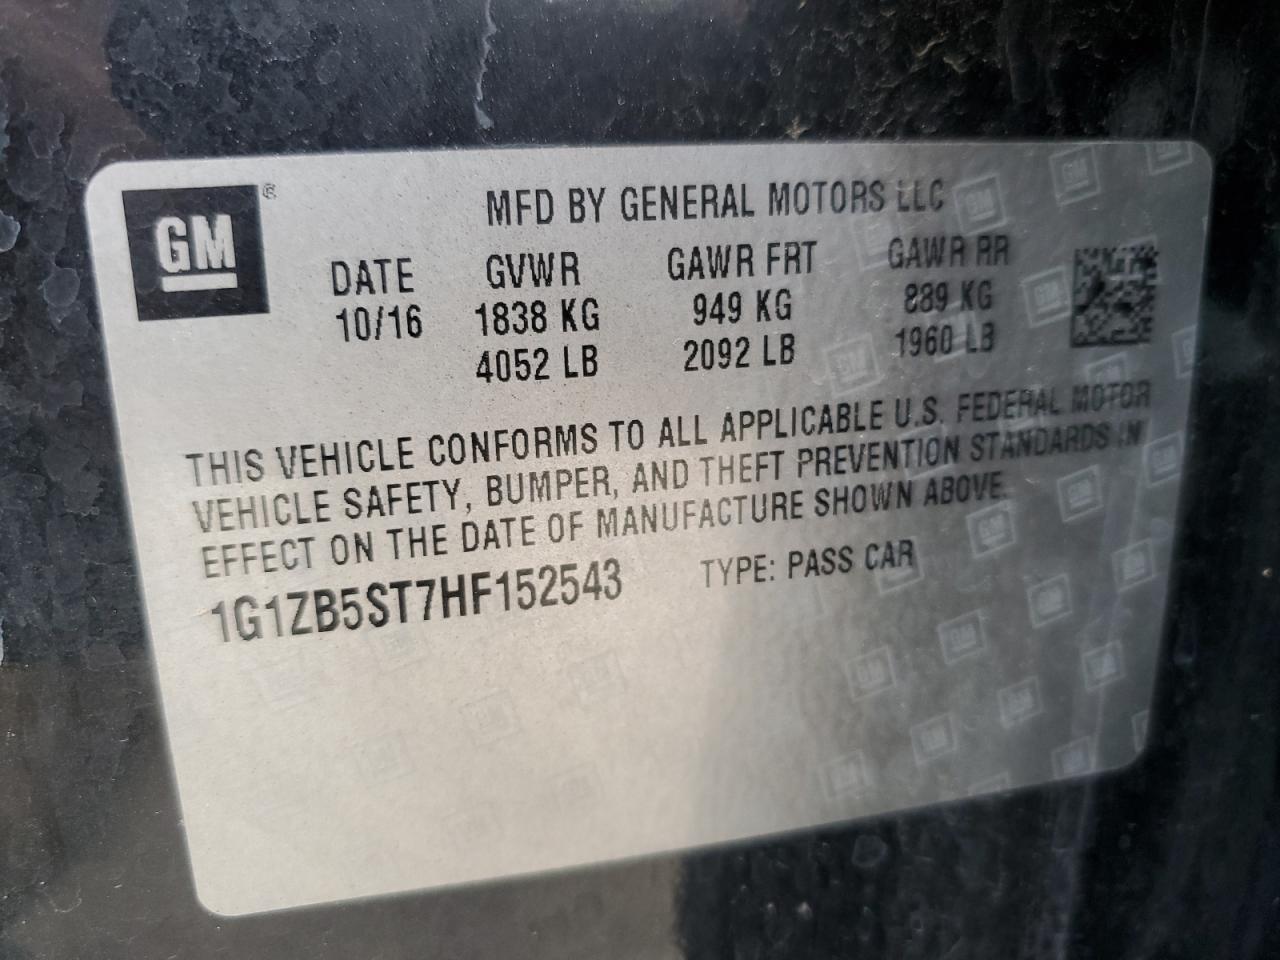 GM ®
MFD BY GENERAL MOTORS LLC
DATE GVWR GAWR FRT GAWR RR
10/16 1838 KG 949 KG 889 KG
4052 LB 2092 LB 1960 LB
THIS VEHICLE CONFORMS TO ALL APPLICABLE U.S. FEDERAL MOTOR
VEHICLE SAFETY, BUMPER, AND THEFT PREVENTION STANDARDS IN
EFFECT ON THE DATE OF MANUFACTURE SHOWN ABOVE.
1G1ZB5ST7HF152543 TYPE: PASS CAR